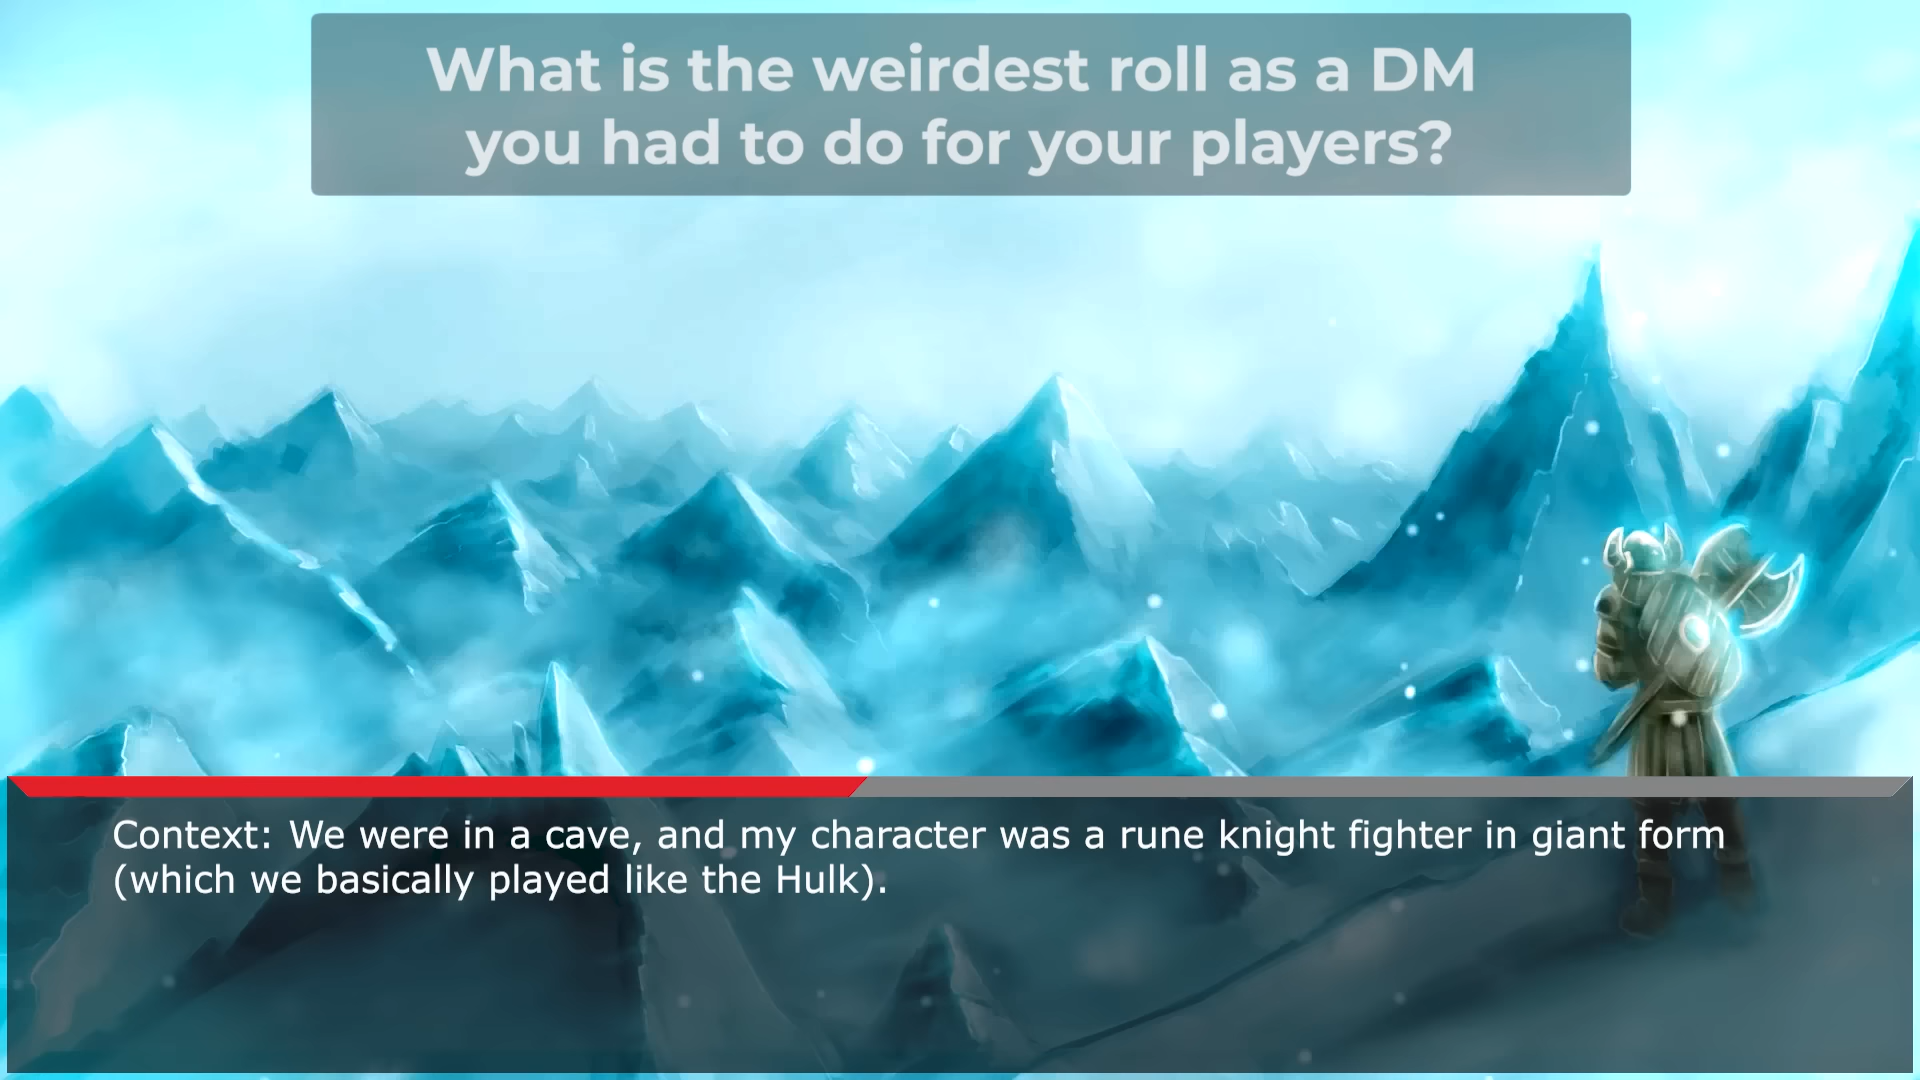 What is the weirdest roll as a DM
you had to do for your players?
Context: We were in a cave, and my character was a rune knight fighter in giant form
(which we basically played like the Hulk).